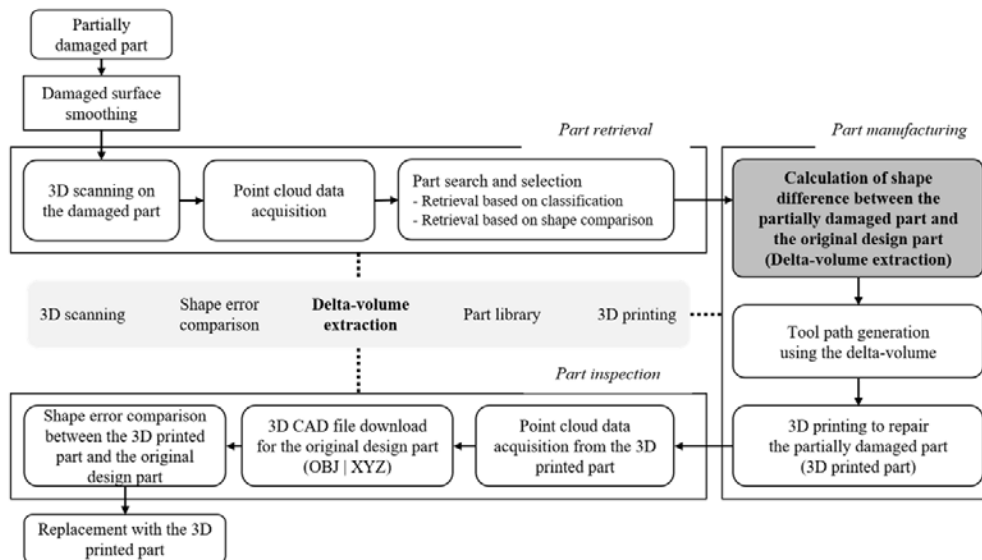 Partially
damaged part
Damaged surface
smoothing
Part retrieval
3D scanning on
the damaged part
Point cloud data
acquisition
Part search and selection
- Retrieval based on classification
- Retrieval based on shape comparison
Part manufacturing
Calculation of shape
difference between the
partially damaged part and
the original design part
(Delta-volume extraction)
3D scanning
Shape error
comparison
Delta-volume
extraction
Part library
3D printing
Tool path generation
using the delta-volume
3D printing to repair
the partially damaged part
(3D printed part)
Part inspection
Point cloud data
acquisition from the 3D
printed part
3D CAD file download
for the original design part
(OBJ | XYZ)
Shape error comparison
between the 3D printed
part and the original
design part
Replacement with the 3D
printed part